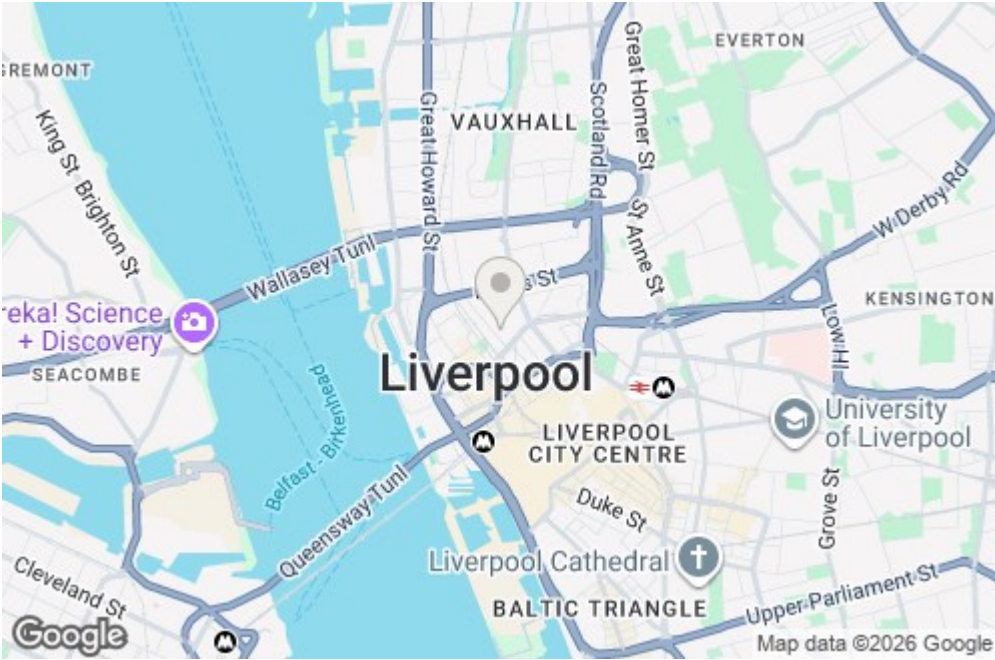 EVERTON
GREMONT
Great Homer St
King St
VAUXHALL
Great Howard St
Scotland Rd
Brighton St
W Derby Rd
St Anne St
Wallasey Tunl
St
KENSINGTON
reka! Science
+ Discovery
Low Hill
SEACOMBE
Liverpool
Belfast - Birkenhead
University
of Liverpool
LIVERPOOL
CITY CENTRE
Queensway Tunl
Duke St
Grove St
Liverpool Cathedral
Cleveland St
BALTIC TRIANGLE
Upper Parliament St
Google
Map data ©2026 Google